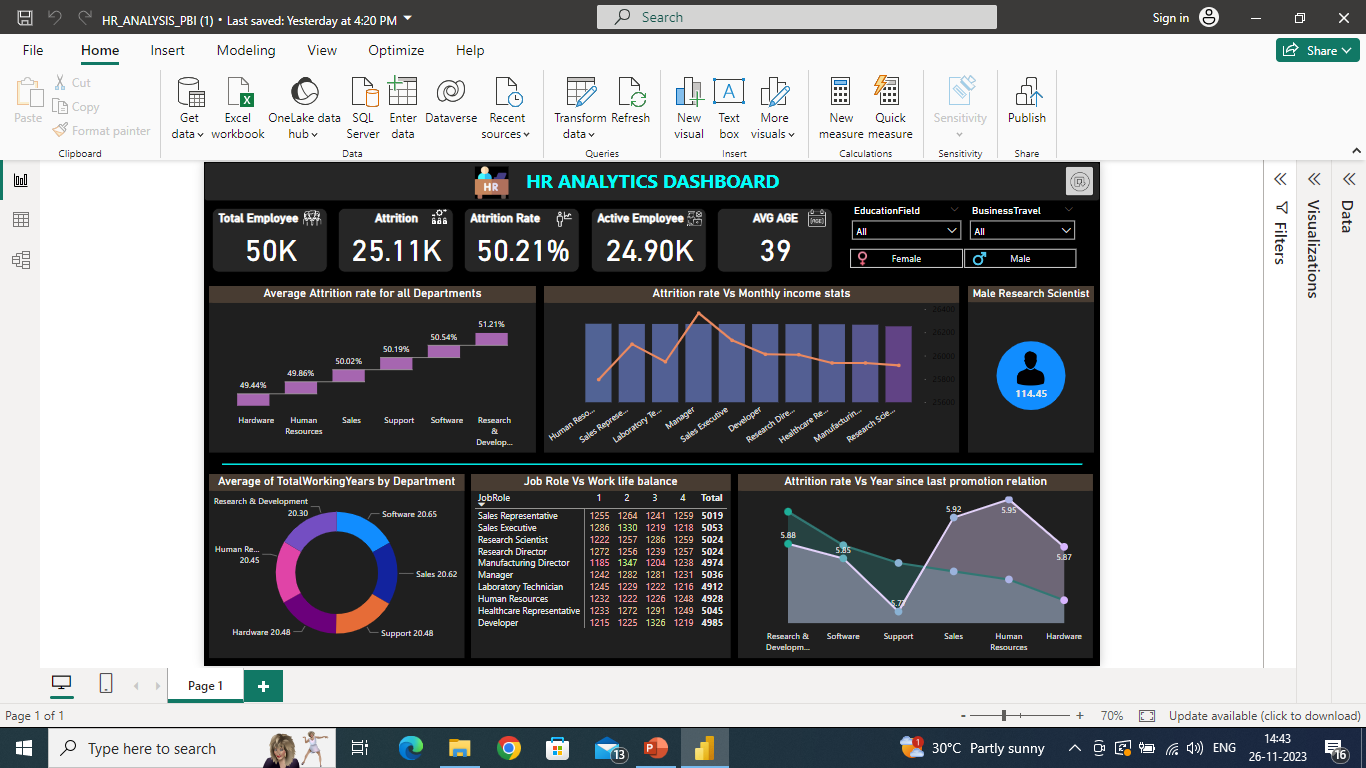 HR_ANALYSIS_PBI (1) • Last saved: Yesterday at 4:20 PM
Search
Sign in
File Home Insert Modeling View Optimize Help
Share
Paste
Cut
Copy
Format painter
Get data
Excel workbook
OneLake data hub
SQL Server
Enter data
Dataverse
Recent sources
Transform data
Refresh
New visual
Text box
More visuals
New measure
Quick measure
Sensitivity
Publish
Clipboard Data Queries Insert Calculations Sensitivity Share
HR
HR ANALYTICS DASHBOARD
Total Employee
50K
Attrition
25.11K
Attrition Rate
50.21%
Active Employee
24.90K
AVG AGE
39
EducationField
All
BusinessTravel
All
Female
Male
Filters
Visualizations
Data
Average Attrition rate for all Departments
49.44%
49.86%
50.02%
50.19%
50.54%
51.21%
Hardware
Human Resources
Sales
Support
Software
Research & Develop...
Attrition rate Vs Monthly income stats
26400
26200
26000
25800
25600
Human Reso...
Sales Represe...
Laboratory Te...
Manager
Sales Executive
Developer
Research Dire...
Healthcare Re...
Manufacturin...
Research Scie...
Male Research Scientist
114.45
Average of TotalWorkingYears by Department
Research & Development 20.30
Software 20.65
Human Re... 20.45
Sales 20.62
Hardware 20.48
Support 20.48
Job Role Vs Work life balance
JobRole 1 2 3 4 Total
Sales Representative 1255 1264 1241 1259 5019
Sales Executive 1286 1330 1219 1218 5053
Research Scientist 1222 1257 1286 1259 5024
Research Director 1272 1256 1239 1257 5024
Manufacturing Director 1185 1347 1204 1238 4974
Manager 1242 1282 1281 1231 5036
Laboratory Technician 1245 1229 1222 1216 4912
Human Resources 1232 1222 1226 1248 4928
Healthcare Representative 1233 1272 1291 1249 5045
Developer 1215 1225 1326 1219 4985
Attrition rate Vs Year since last promotion relation
5.88
5.85
5.77
5.92
5.95
5.87
Research & Developm...
Software
Support
Sales
Human Resources
Hardware
Page 1
+
Page 1 of 1
- + 70%
Update available (click to download)
Type here to search
13
1
30°C Partly sunny
ENG
14:43
26-11-2023
16